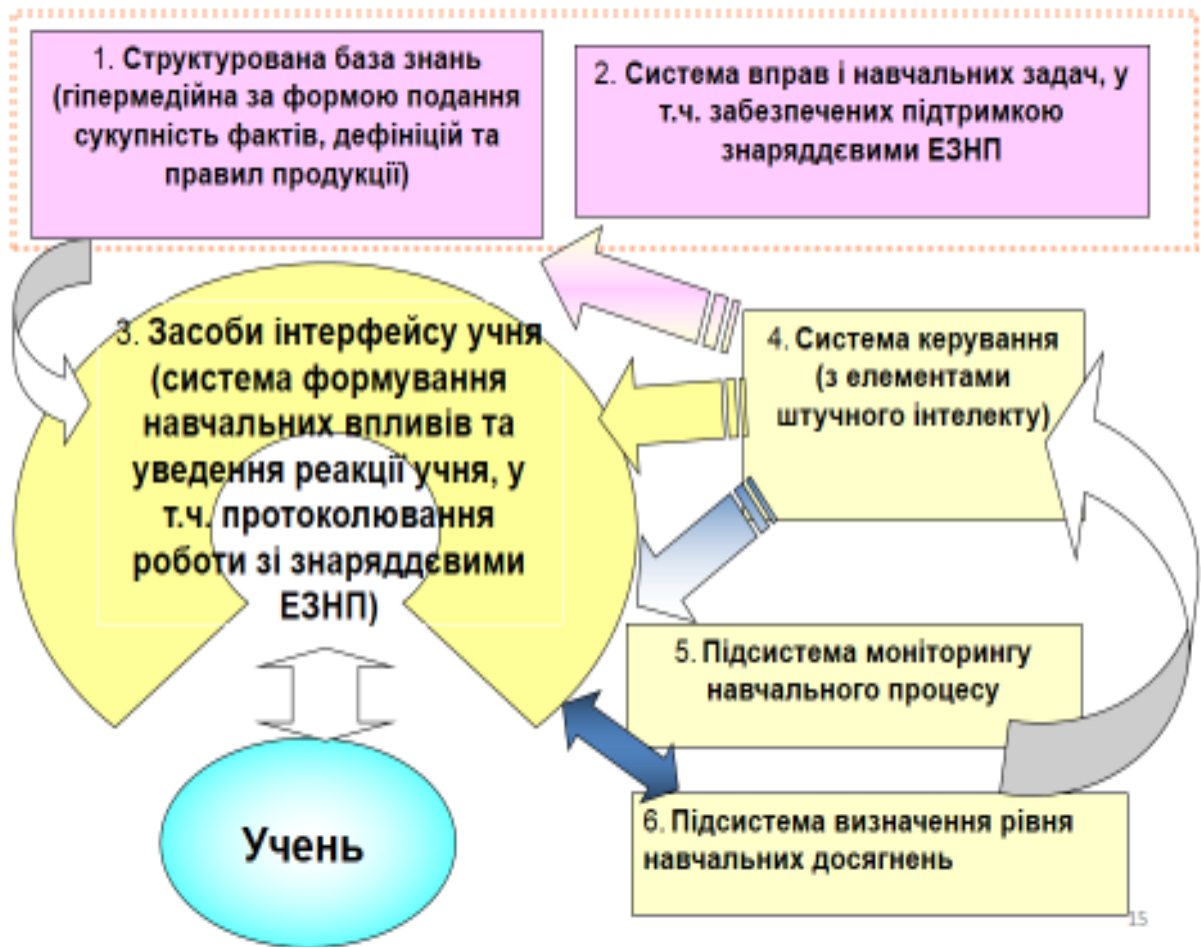 1. Структурована база знань
(гіпермедійна за формою подання
сукупність фактів, дефініцій та
правил продукції)
2. Система вправ і навчальних задач, у
т.ч. забезпечених підтримкою
знаряддєвими ЕЗНП
3. Засоби інтерфейсу учня
(система формування
навчальних впливів та
уведення реакції учня, у
т.ч. протоколювання
роботи зі знаряддєвими
ЕЗНП)
4. Система керування
(з елементами
штучного інтелекту)
5. Підсистема моніторингу
навчального процесу
6. Підсистема визначення рівня
навчальних досягнень
Учень
15